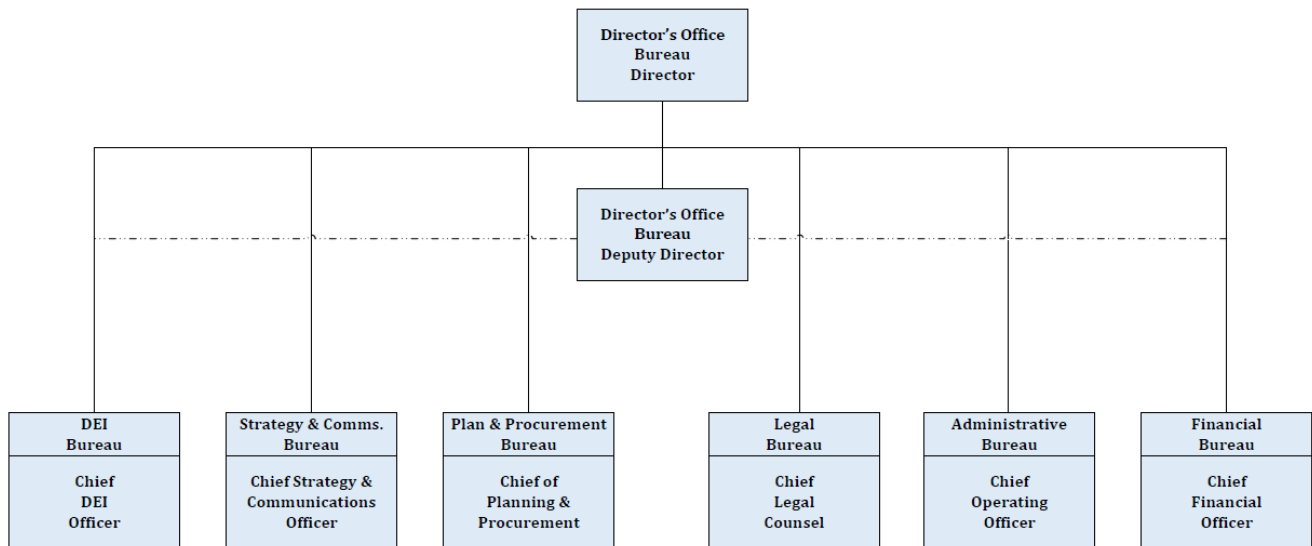 Director’s Office
Bureau
Director
Director’s Office
Bureau
Deputy Director
DEI
Bureau
Chief
DEI
Officer
Strategy & Comms.
Bureau
Chief Strategy &
Communications
Officer
Plan & Procurement
Bureau
Chief of
Planning &
Procurement
Legal
Bureau
Chief
Legal
Counsel
Administrative
Bureau
Chief
Operating
Officer
Financial
Bureau
Chief
Financial
Officer